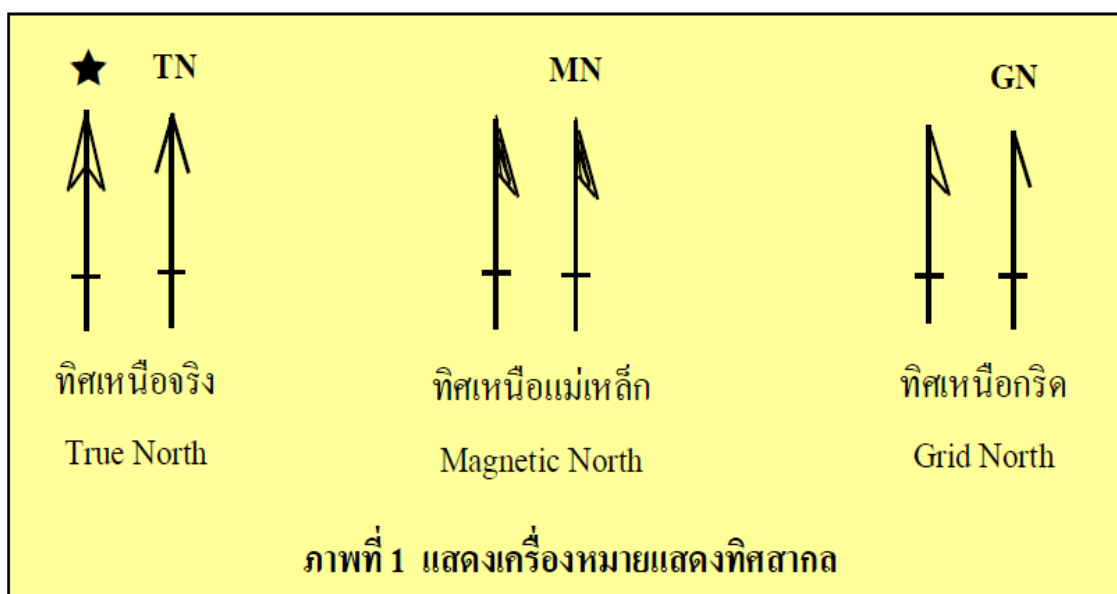 ★ TN MN GN
ทิศเหนือจริง ทิศเหนือแม่เหล็ก ทิศเหนือกริด
True North Magnetic North Grid North
ภาพที่ 1 แสดงเครื่องหมายแสดงทิศสากล